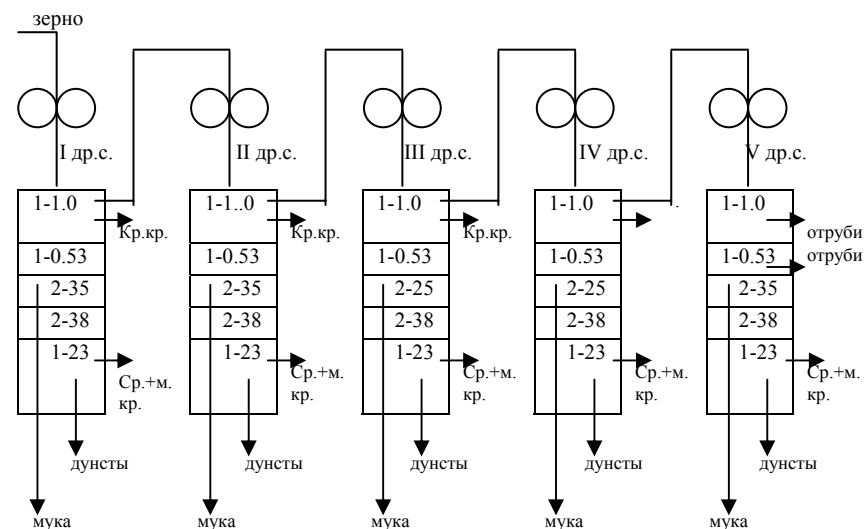 зерно
I др.с.
II др.с.
III др.с.
IV др.с.
V др.с.
1-1.0
1-1..0
1-1.0
1-1.0
.
1-1.0
Кр.кр.
Кр.кр.
Кр.кр.
отруби
1-0.53
1-0.53
1-0.53
1-0.53
1-0.53
отруби
2-35
2-35
2-25
2-25
2-35
2-38
2-38
2-38
2-38
2-38
1-23
1-23
1-23
1-23
1-23
Ср.+м.
кр.
Ср.+м.
кр.
Ср.+м.
кр.
Ср.+м.
кр.
Ср.+м.
кр.
дунсты
дунсты
дунсты
дунсты
дунсты
мука
мука
мука
мука
мука